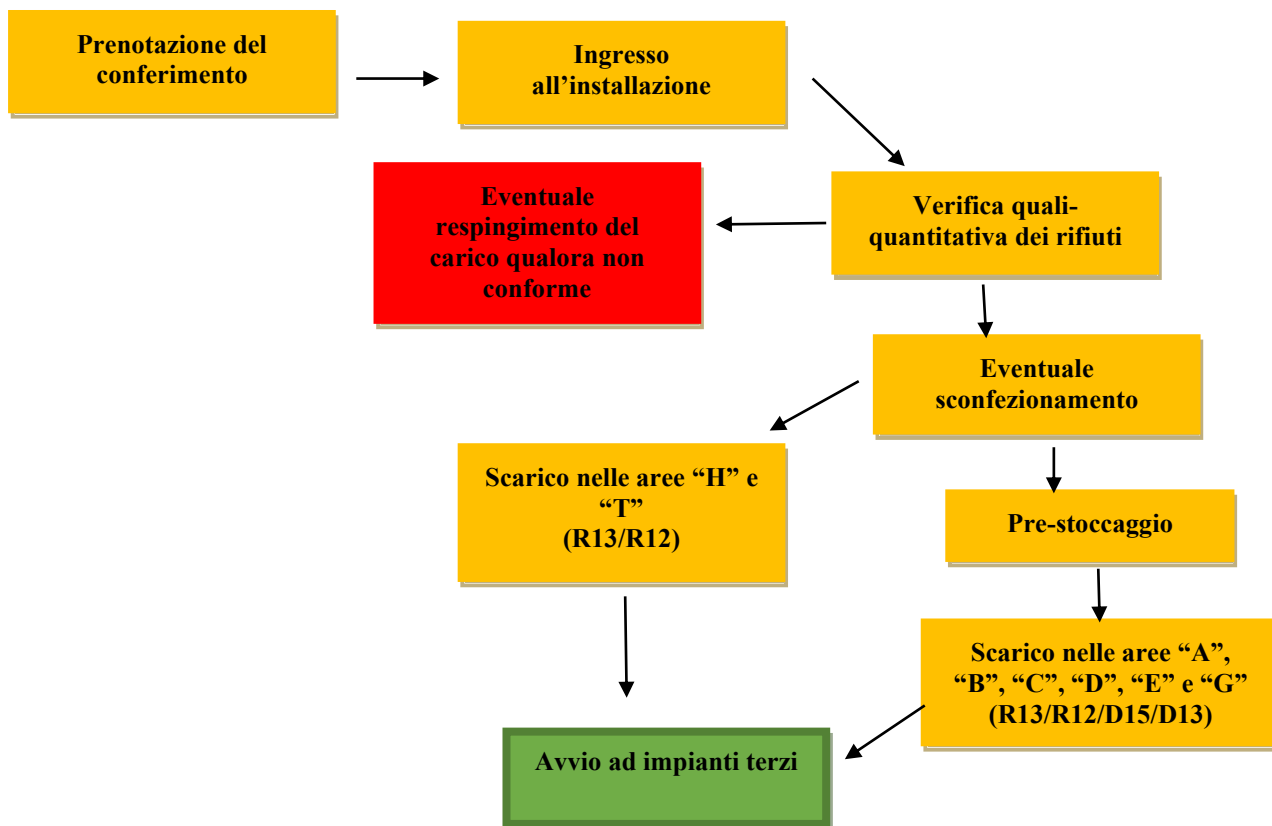 Prenotazione del
conferimento
Ingresso
all’installazione
Eventuale
respingimento del
carico qualora non
conforme
Verifica quali-
quantitativa dei rifiuti
Eventuale
sconfezionamento
Scarico nelle aree “H” e
“T”
(R13/R12)
Pre-stoccaggio
Scarico nelle aree “A”,
“B”, “C”, “D”, “E” e “G”
(R13/R12/D15/D13)
Avvio ad impianti terzi